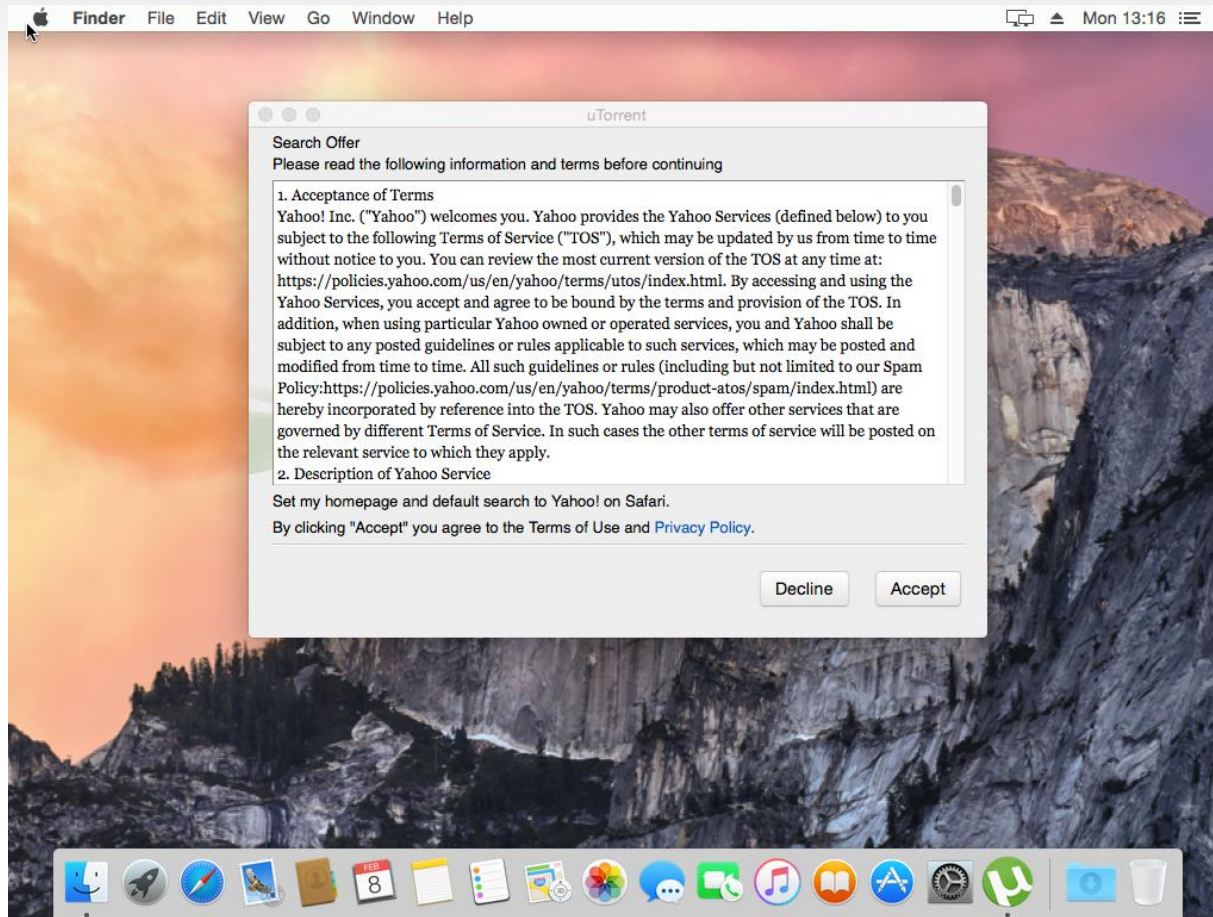 Finder File Edit View Go Window Help Mon 13:16
uTorrent
Search Offer
Please read the following information and terms before continuing
1. Acceptance of Terms
Yahoo! Inc. ("Yahoo") welcomes you. Yahoo provides the Yahoo Services (defined below) to you
subject to the following Terms of Service ("TOS"), which may be updated by us from time to time
without notice to you. You can review the most current version of the TOS at any time at:
https://policies.yahoo.com/us/en/yahoo/terms/utos/index.html. By accessing and using the
Yahoo Services, you accept and agree to be bound by the terms and provision of the TOS. In
addition, when using particular Yahoo owned or operated services, you and Yahoo shall be
subject to any posted guidelines or rules applicable to such services, which may be posted and
modified from time to time. All such guidelines or rules (including but not limited to our Spam
Policy:https://policies.yahoo.com/us/en/yahoo/terms/product-atos/spam/index.html) are
hereby incorporated by reference into the TOS. Yahoo may also offer other services that are
governed by different Terms of Service. In such cases the other terms of service will be posted on
the relevant service to which they apply.
2. Description of Yahoo Service
Set my homepage and default search to Yahoo! on Safari.
By clicking "Accept" you agree to the Terms of Use and Privacy Policy.
Decline Accept
FEB
8